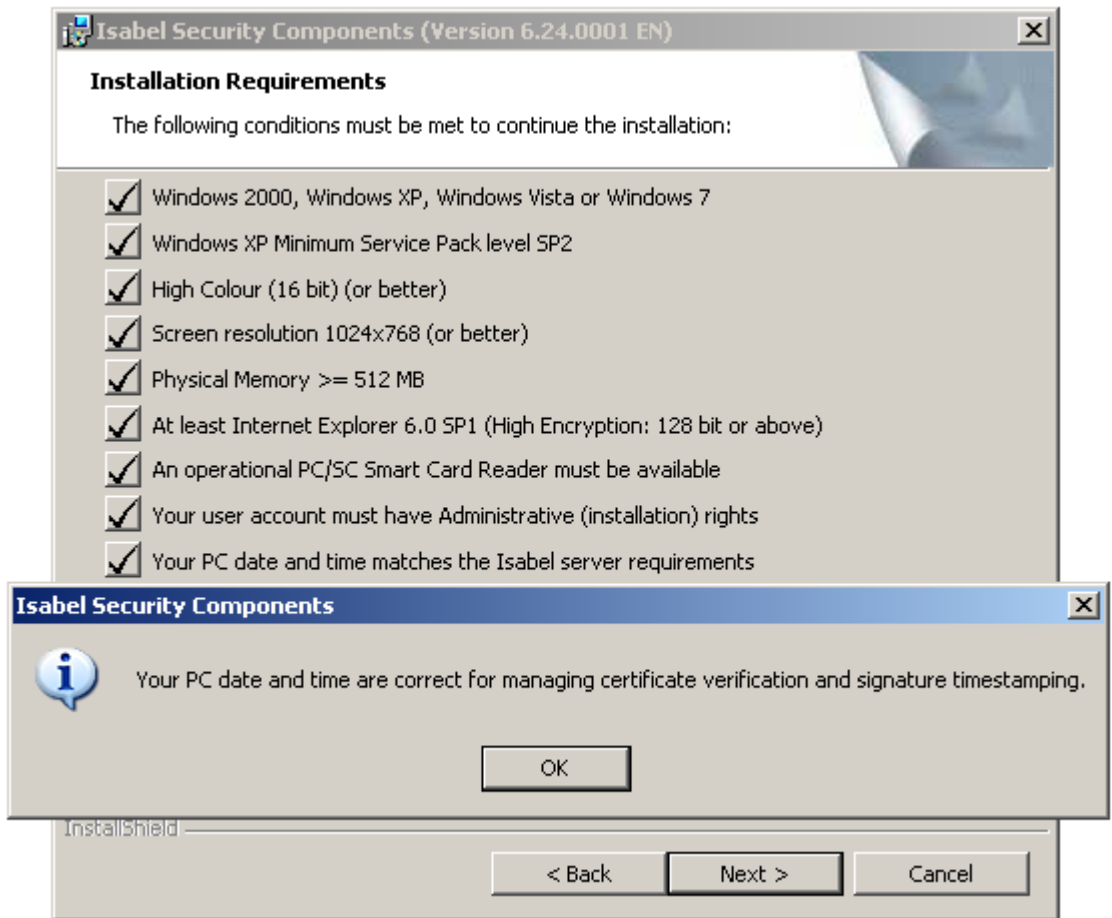 Isabel Security Components (Version 6.24.0001 EN)
Installation Requirements
The following conditions must be met to continue the installation:
Windows 2000, Windows XP, Windows Vista or Windows 7
Windows XP Minimum Service Pack level SP2
High Colour (16 bit) (or better)
Screen resolution 1024x768 (or better)
Physical Memory >= 512 MB
At least Internet Explorer 6.0 SP1 (High Encryption: 128 bit or above)
An operational PC/SC Smart Card Reader must be available
Your user account must have Administrative (installation) rights
Your PC date and time matches the Isabel server requirements
Isabel Security Components
Your PC date and time are correct for managing certificate verification and signature timestamping.
OK
InstallShield
< Back Next > Cancel